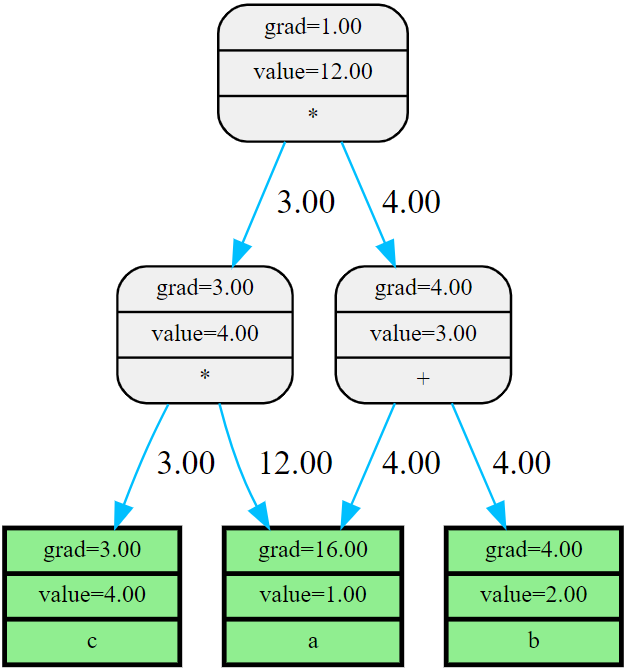 grad=1.00
value=12.00
*
3.00
4.00
grad=3.00
value=4.00
*
grad=4.00
value=3.00
+
3.00
12.00
4.00
4.00
grad=3.00
value=4.00
c
grad=16.00
value=1.00
a
grad=4.00
value=2.00
b